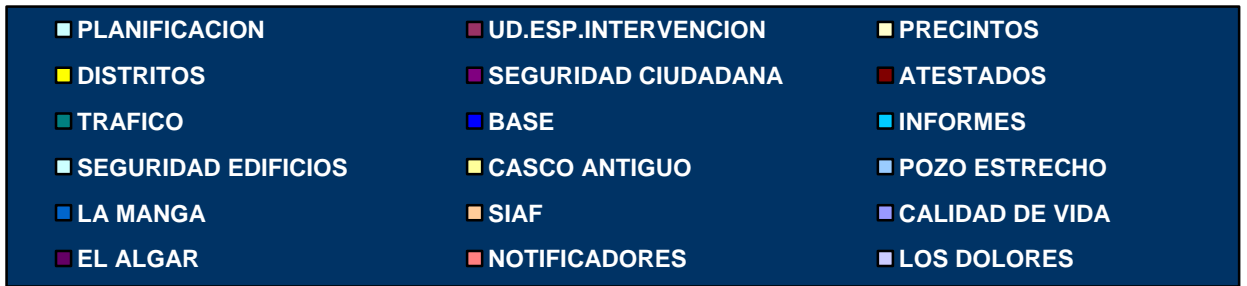 PLANIFICACION UD.ESP.INTERVENCION PRECINTOS
DISTRITOS SEGURIDAD CIUDADANA ATESTADOS
TRAFICO BASE INFORMES
SEGURIDAD EDIFICIOS CASCO ANTIGUO POZO ESTRECHO
LA MANGA SIAF CALIDAD DE VIDA
EL ALGAR NOTIFICADORES LOS DOLORES